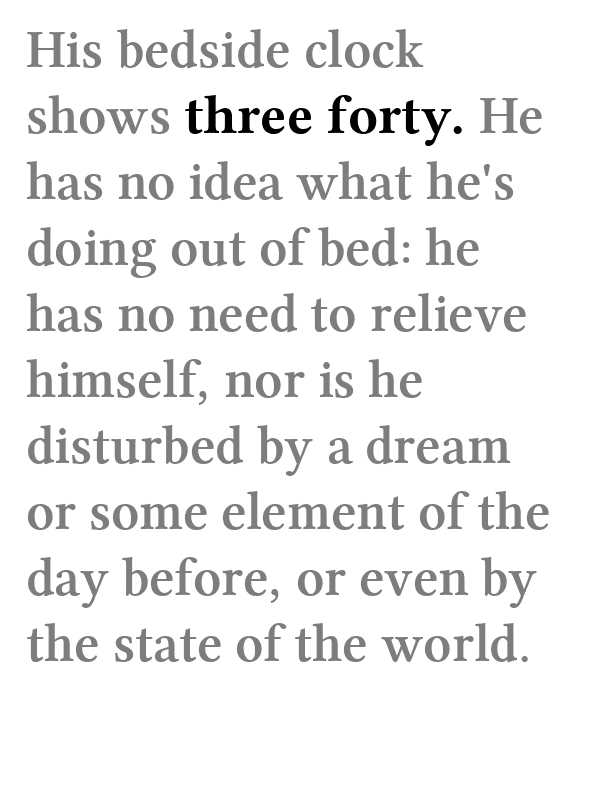 His bedside clock
shows three forty. He
has no idea what he's
doing out of bed: he
has no need to relieve
himself, nor is he
disturbed by a dream
or some element of the
day before, or even by
the state of the world.